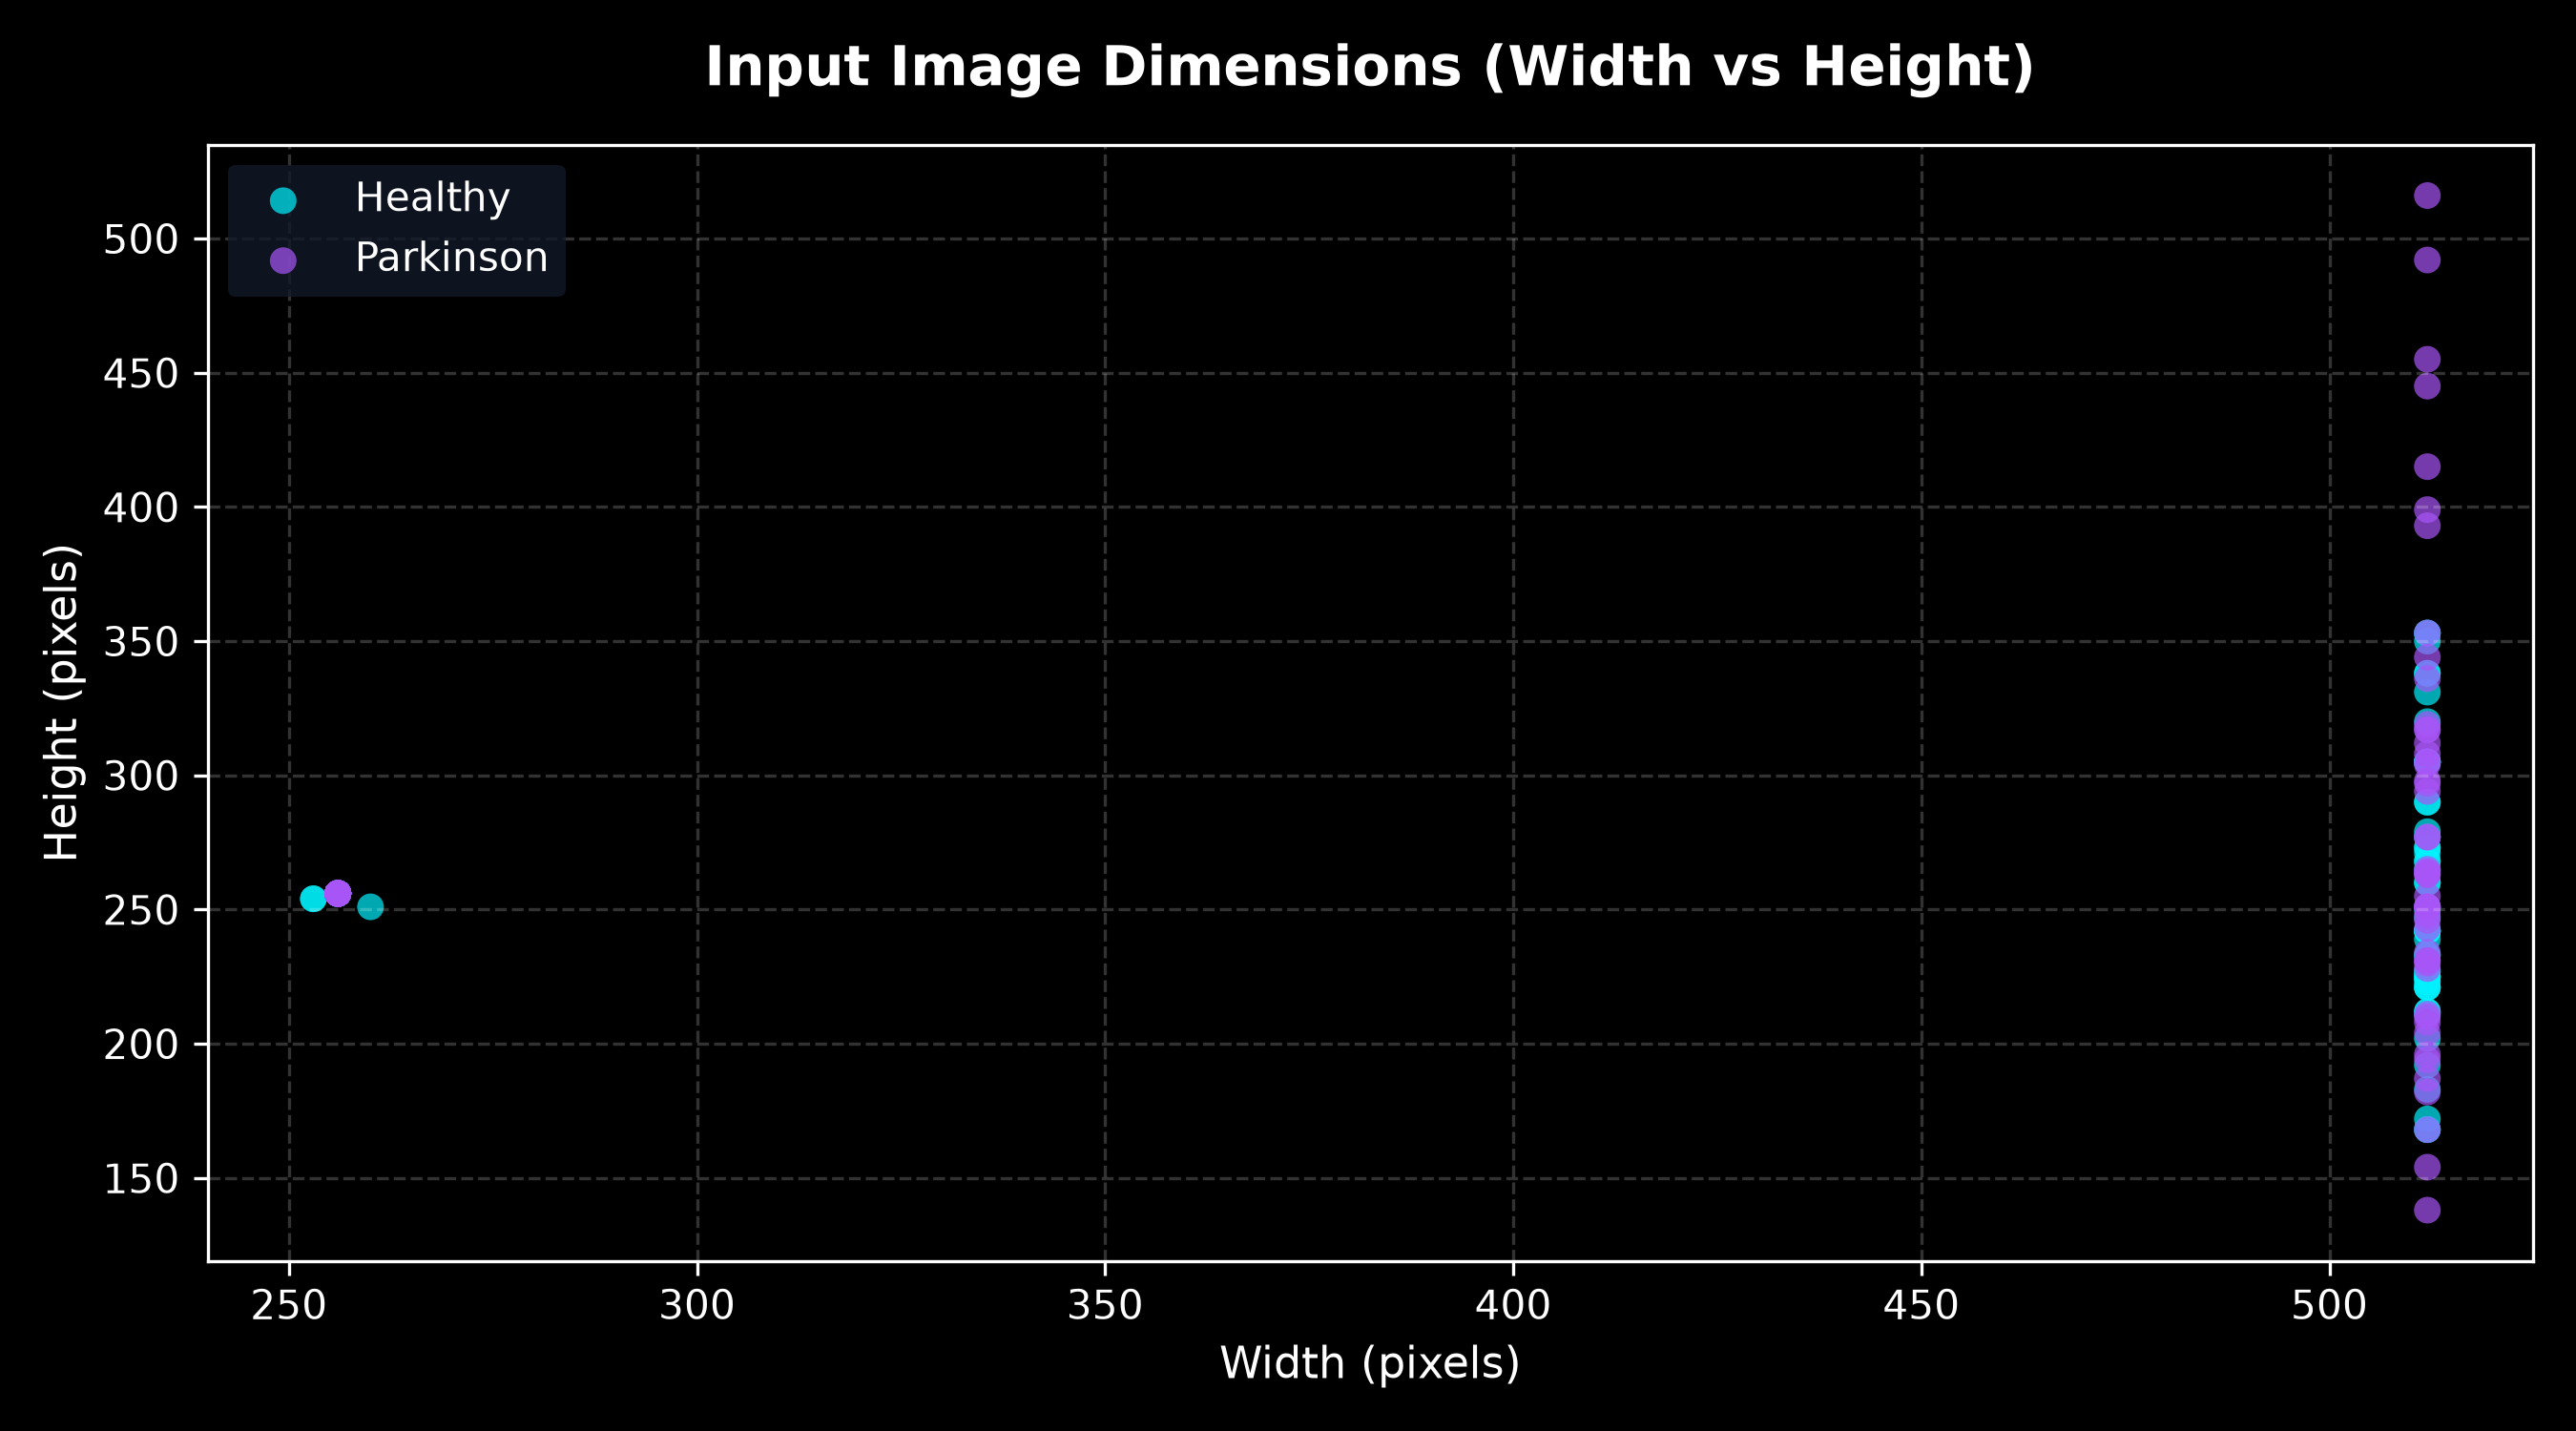 Input Image Dimensions (Width vs Height)
Healthy
Parkinson
Height (pixels)
500
450
400
350
300
250
200
150
250 300 350 400 450 500
Width (pixels)